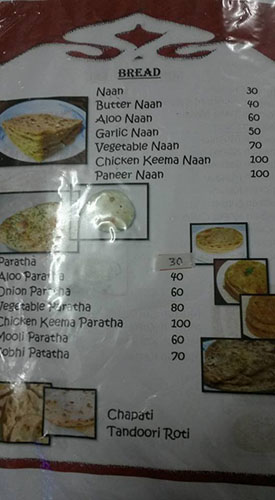 BREAD
Naan 30
Butter Naan 40
Aloo Naan 60
Garlic Naan 50
Vegetable Naan 70
Chicken Keema Naan 100
Paneer Naan 100
Paratha 30
Aloo Paratha 40
Onion Paratha 60
Vegetable Paratha 80
Chicken Keema Paratha 100
Mooli Paratha 60
Gobhi Patatha 70
Chapati
Tandoori Roti